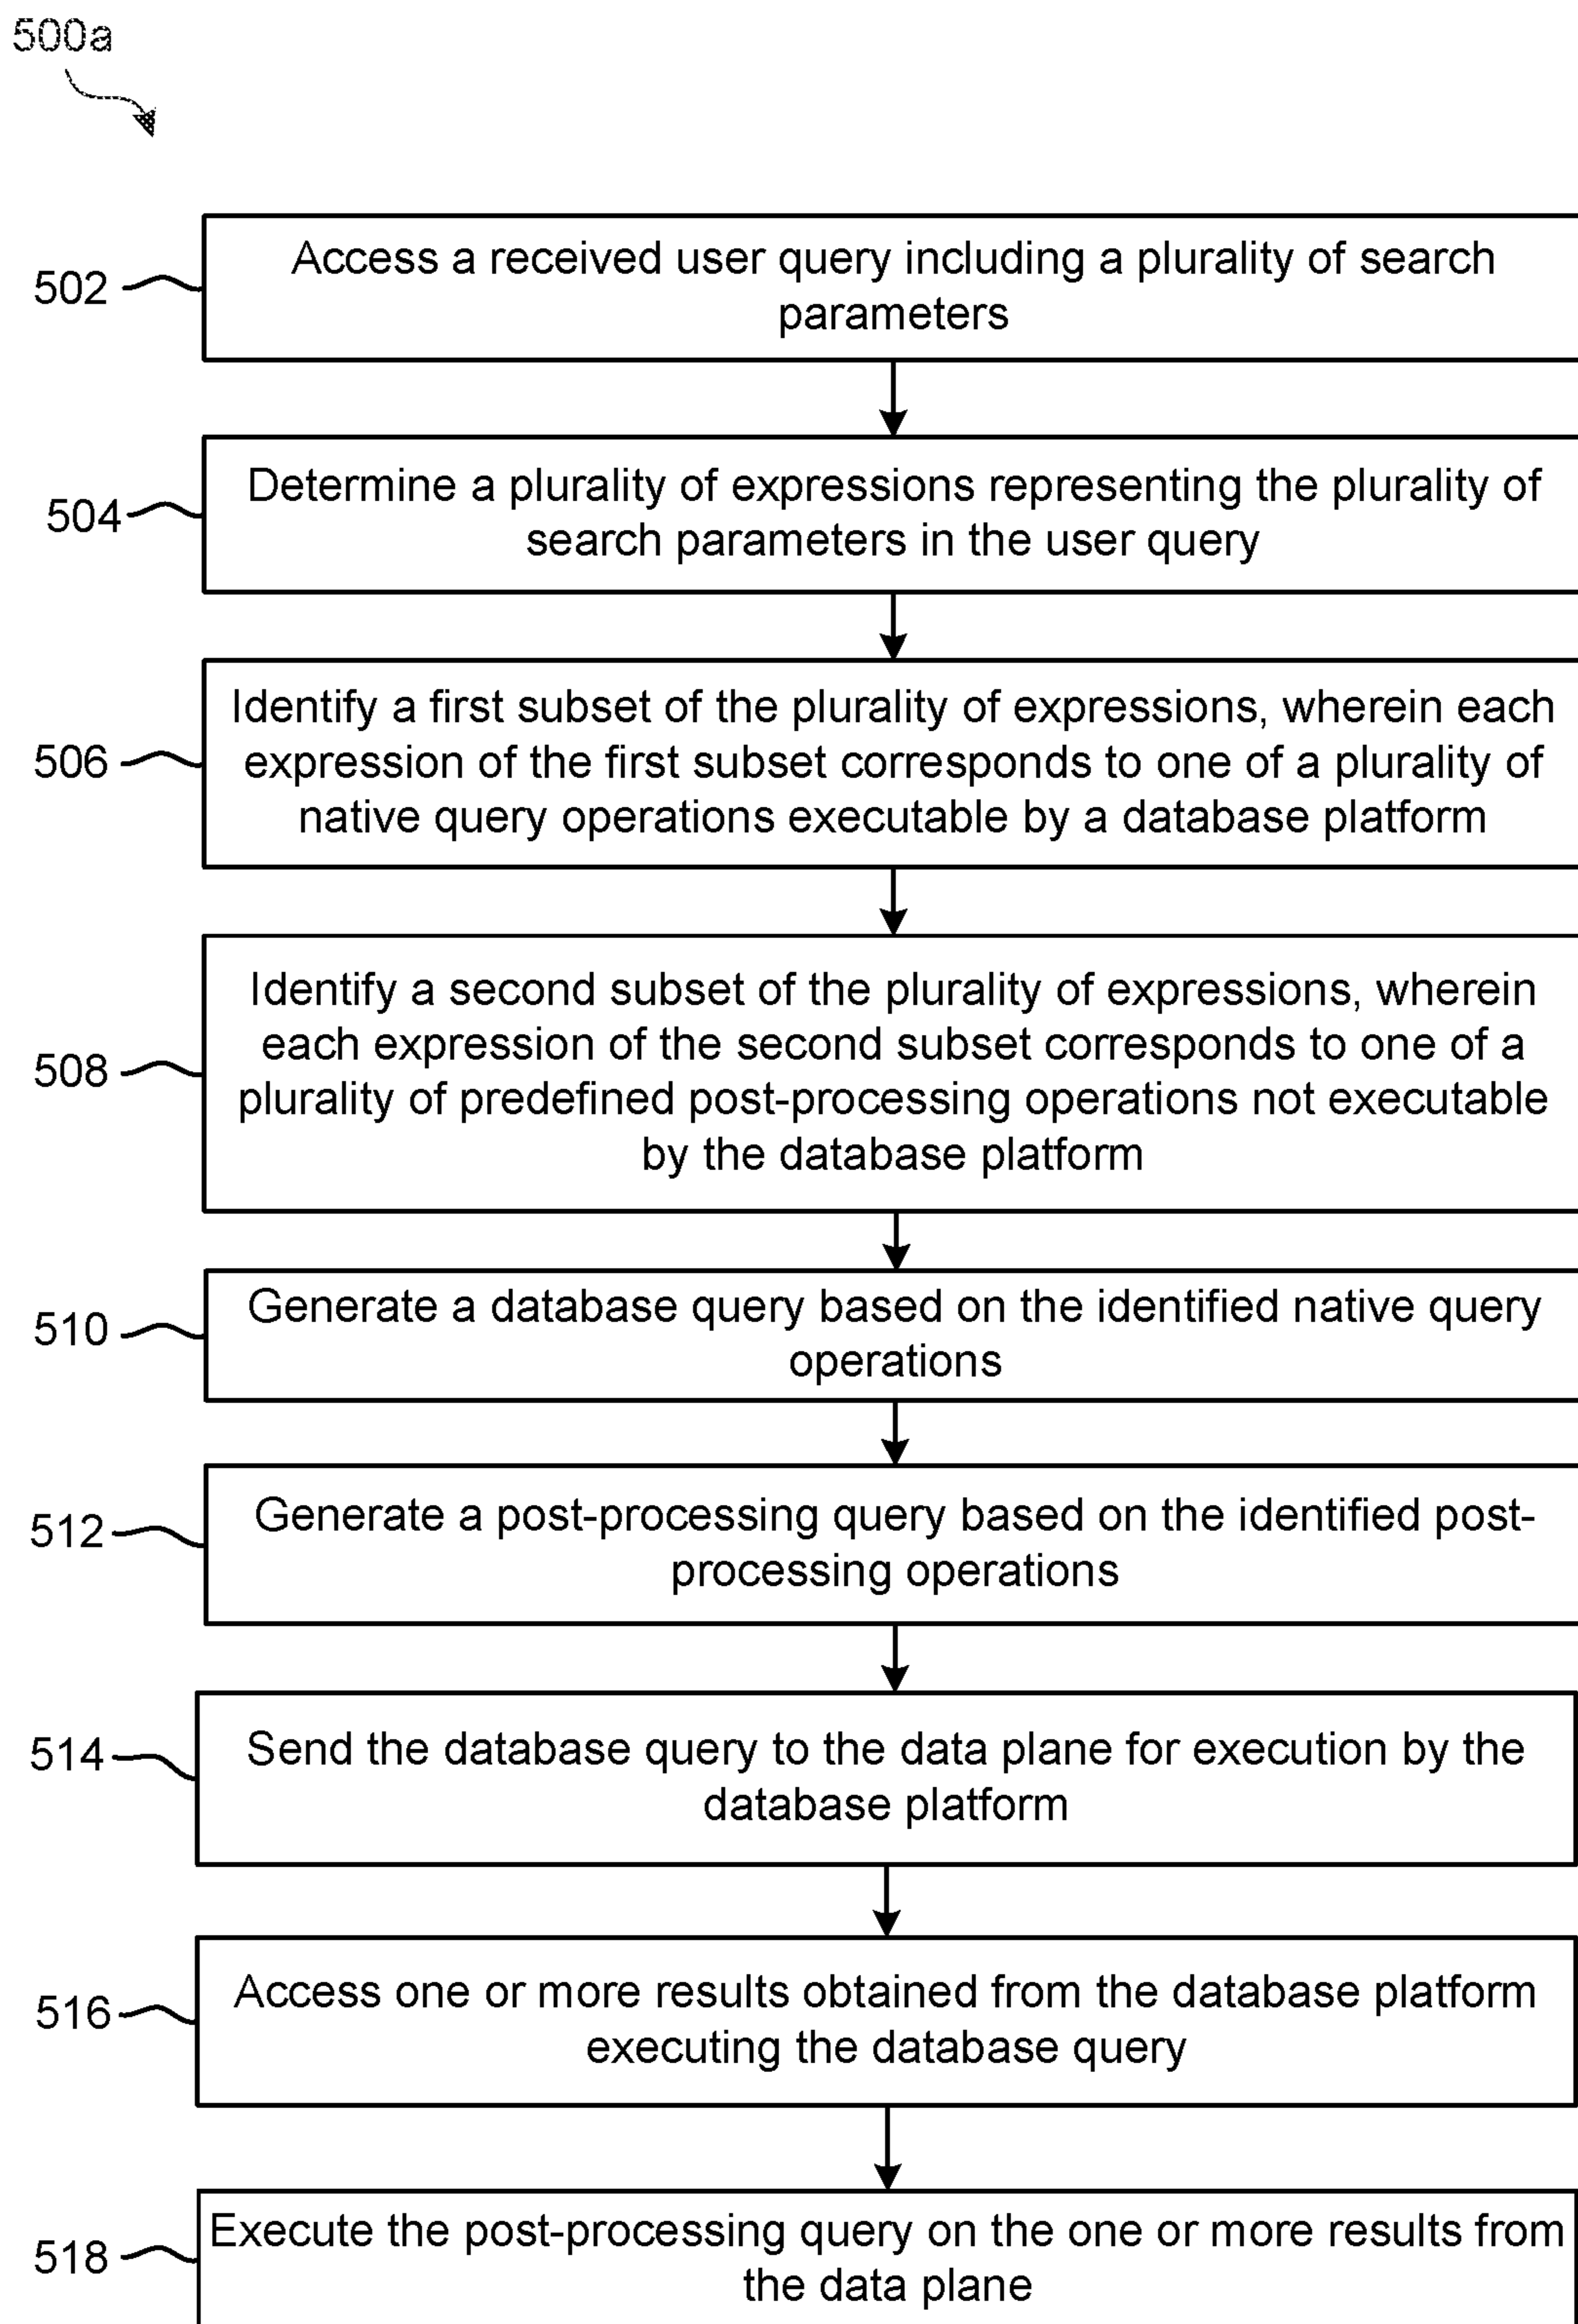 500a
502
Access a received user query including a plurality of search
parameters
504
Determine a plurality of expressions representing the plurality of
search parameters in the user query
506
Identify a first subset of the plurality of expressions, wherein each
expression of the first subset corresponds to one of a plurality of
native query operations executable by a database platform
508
Identify a second subset of the plurality of expressions, wherein
each expression of the second subset corresponds to one of a
plurality of predefined post-processing operations not executable
by the database platform
510
Generate a database query based on the identified native query
operations
512
Generate a post-processing query based on the identified post-
processing operations
514
Send the database query to the data plane for execution by the
database platform
516
Access one or more results obtained from the database platform
executing the database query
518
Execute the post-processing query on the one or more results from
the data plane